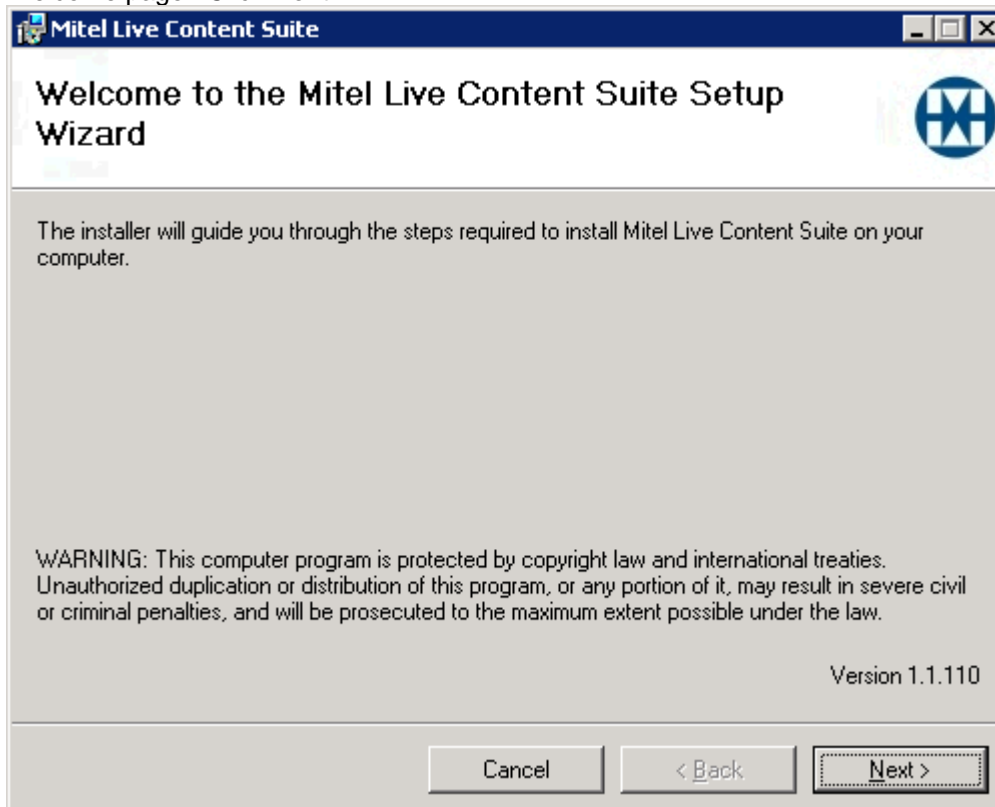 Mitel Live Content Suite
Welcome to the Mitel Live Content Suite Setup
Wizard
The installer will guide you through the steps required to install Mitel Live Content Suite on your
computer.
WARNING: This computer program is protected by copyright law and international treaties.
Unauthorized duplication or distribution of this program, or any portion of it, may result in severe civil
or criminal penalties, and will be prosecuted to the maximum extent possible under the law.
Version 1.1.110
Cancel < Back Next >